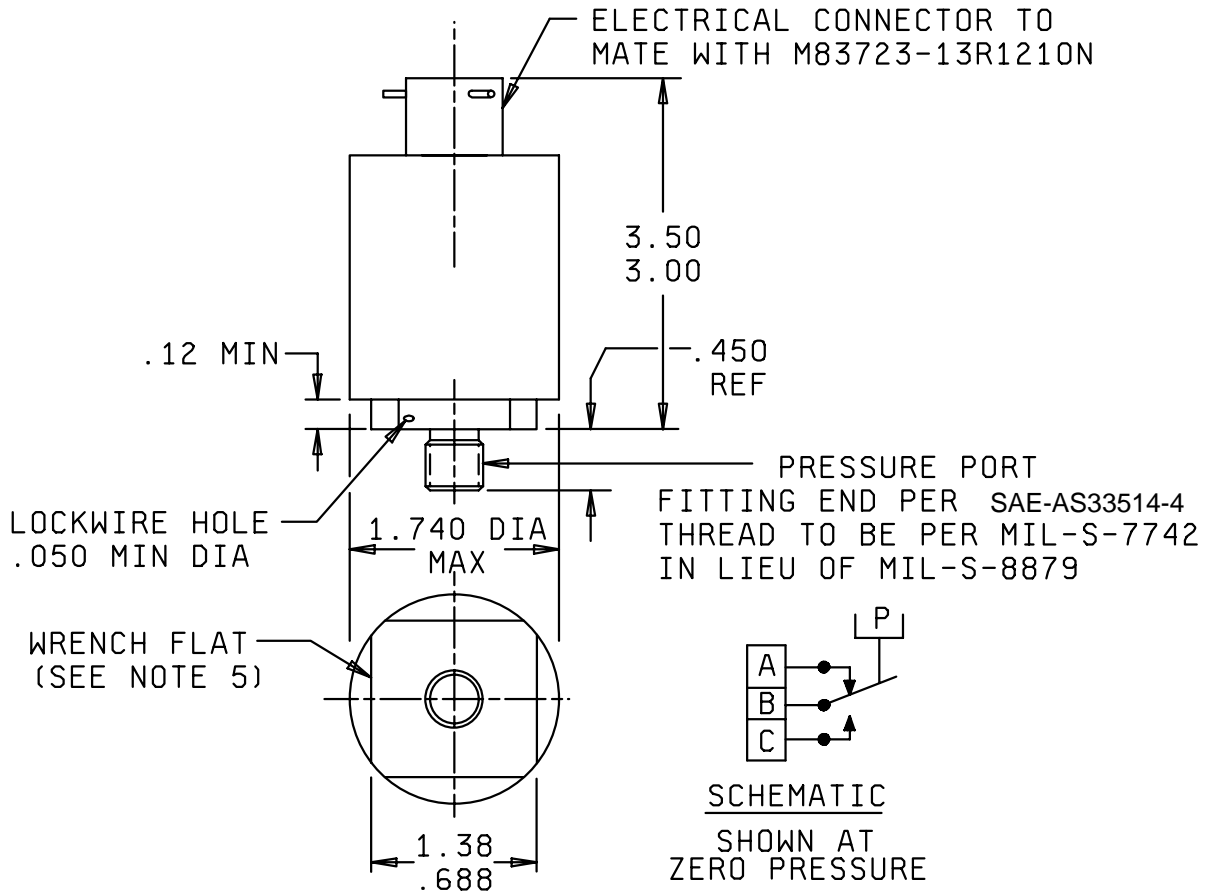 ELECTRICAL CONNECTOR TO
MATE WITH M83723-13R1210N
3.50
3.00
.12 MIN
.450
REF
PRESSURE PORT
FITTING END PER SAE-AS33514-4
THREAD TO BE PER MIL-S-7742
IN LIEU OF MIL-S-8879
LOCKWIRE HOLE
.050 MIN DIA
1.740 DIA
MAX
WRENCH FLAT
(SEE NOTE 5)
P
A
B
C
SCHEMATIC
SHOWN AT
ZERO PRESSURE
1.38
.688